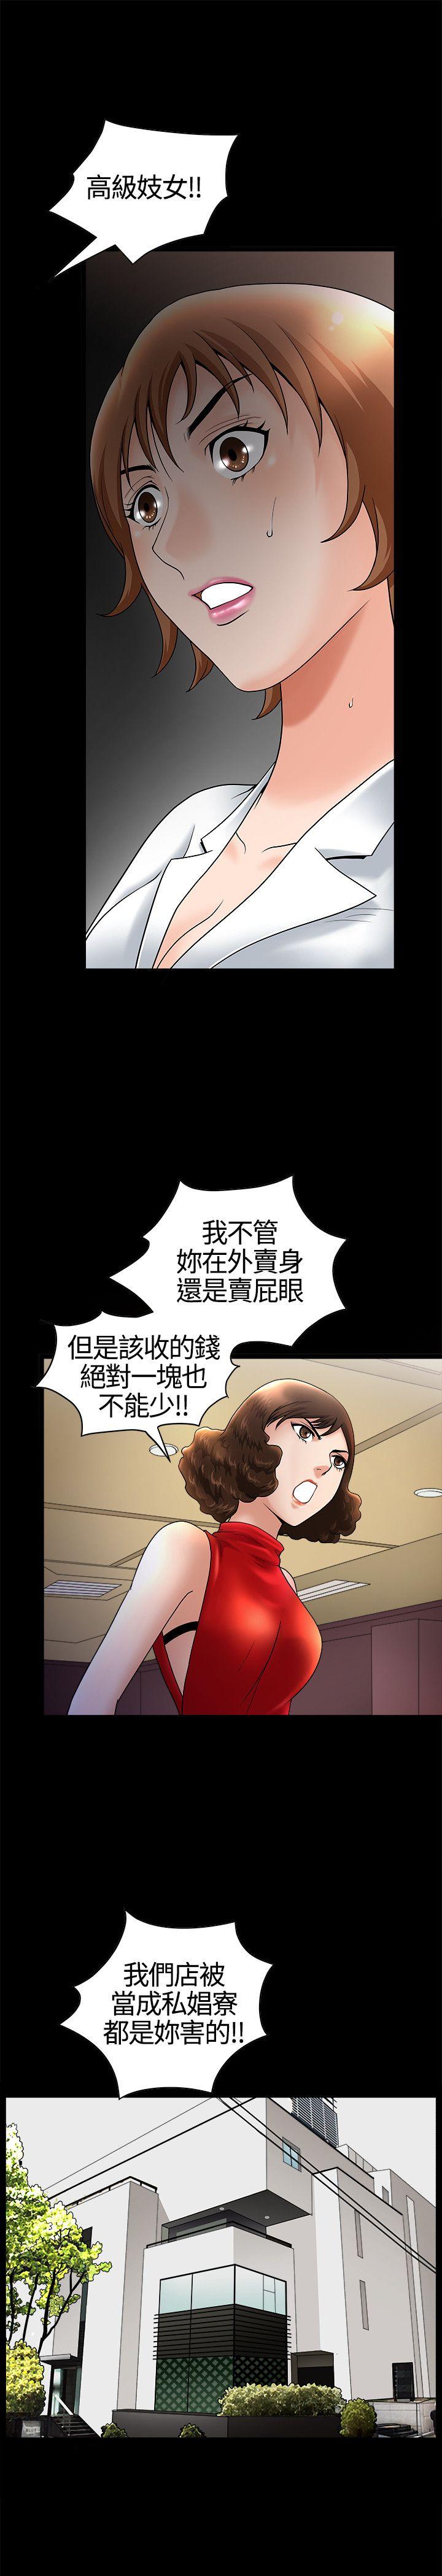 高級妓女!!
我不管
妳在外賣身
還是賣屁眼
但是該收的錢
絕對一塊也
不能少!!
我們店被
當成私娼寮
都是妳害的!!